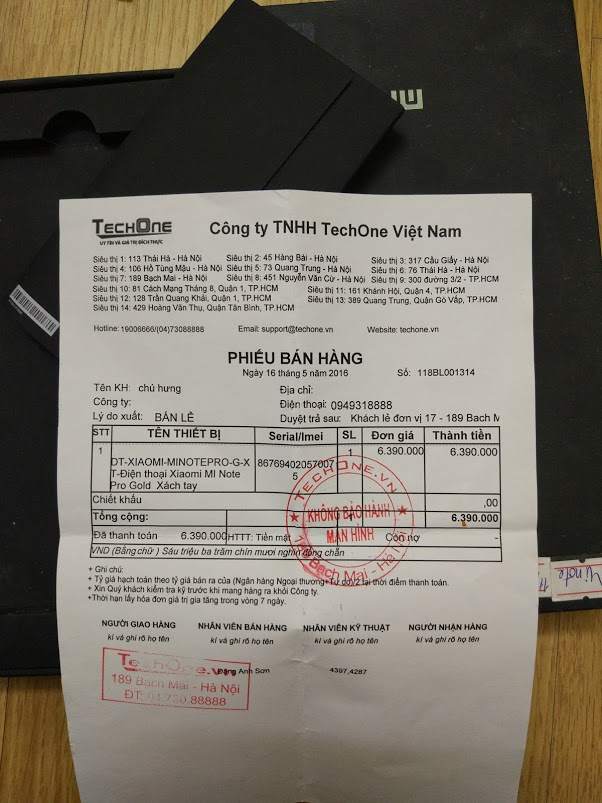 TECHONE
UY TÍN VÀ GIÁ TRỊ ĐÍCH THỰC
Công ty TNHH TechOne Việt Nam
Siêu thị 1: 113 Thái Hà - Hà Nội Siêu thị 2: 45 Hàng Bài - Hà Nội Siêu thị 3: 317 Cầu Giấy - Hà Nội
Siêu thị 4: 106 Hồ Tùng Mậu - Hà Nội Siêu thị 5: 73 Quang Trung - Hà Nội Siêu thị 6: 76 Thái Hà - Hà Nội
Siêu thị 7: 189 Bạch Mai - Hà Nội Siêu thị 8: 451 Nguyễn Văn Cừ - Hà Nội Siêu thị 9: 300 đường 3/2 - TP.HCM
Siêu thị 10: 81 Cách Mạng Tháng 8, Quận 1, TP.HCM Siêu thị 11: 161 Khánh Hội, Quận 4, TP.HCM
Siêu thị 12: 128 Trần Quang Khải, Quận 1, TP.HCM Siêu thị 13: 389 Quang Trung, Quận Gò Vấp, TP.HCM
Siêu thị 14: 429 Hoàng Văn Thụ, Quận Tân Bình, TP.HCM
Hotline: 19006666/(04)73088888 Email: support@techone.vn Website: techone.vn
PHIẾU BÁN HÀNG
Ngày 16 tháng 5 năm 2016 Số: 118BL001314
Tên KH: chú hưng Địa chỉ:
Công ty: Điện thoại: 0949318888
Lý do xuất: BÁN LẺ Duyệt trả sau: Khách lẻ đơn vị 17 - 189 Bạch M
STT TÊN THIẾT BỊ Serial/Imei SL Đơn giá Thành tiền
1 DT-XIAOMI-MINOTEPRO-G-X 86769402057007 1 6.390.000 6.390.000
T-Điện thoại Xiaomi MI Note 5
Pro Gold Xách tay
Chiết khấu ,00
Tổng cộng: 1 6.390.000
Đã thanh toán 6.390.000 HTTT: Tiền mặt Còn nợ -
VND (Bằng chữ) Sáu triệu ba trăm chín mươi nghìn đồng chẵn
TECHONE.VN
KHÔNG BẢO HÀNH
MÀN HÌNH
189 Bạch Mai - Hà Nội
+ Ghi chú:
+ Tỷ giá hạch toán theo tỷ giá bán ra của (Ngân hàng Ngoại thương+Tự do)/2 tại thời điểm thanh toán.
+ Xin Quý khách kiểm tra kỹ trước khi mang hàng ra khỏi Công ty.
+Thời hạn lấy hóa đơn giá trị gia tăng trong vòng 7 ngày.
NGƯỜI GIAO HÀNG NHÂN VIÊN BÁN HÀNG NHÂN VIÊN KỸ THUẬT NGƯỜI NHẬN HÀNG
kí và ghi rõ họ tên kí và ghi rõ họ tên kí và ghi rõ họ tên kí và ghi rõ họ tên
Đặng Anh Sơn 4397,4287
TechOne.vn
189 Bạch Mai - Hà Nội
ĐT: 04.730.88888